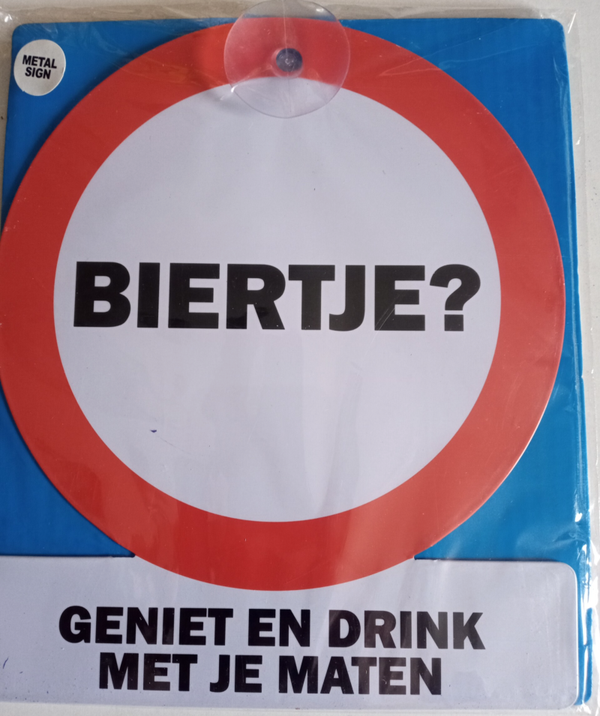 METAL
SIGN
BIERTJE?
GENIET EN DRINK
MET JE MATEN